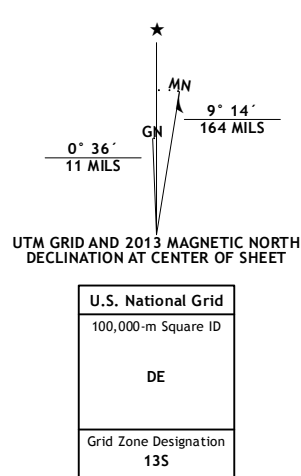 ★
MN
GN
9° 14´
164 MILS
0° 36´
11 MILS
UTM GRID AND 2013 MAGNETIC NORTH
DECLINATION AT CENTER OF SHEET
U.S. National Grid
100,000-m Square ID
DE
Grid Zone Designation
13S